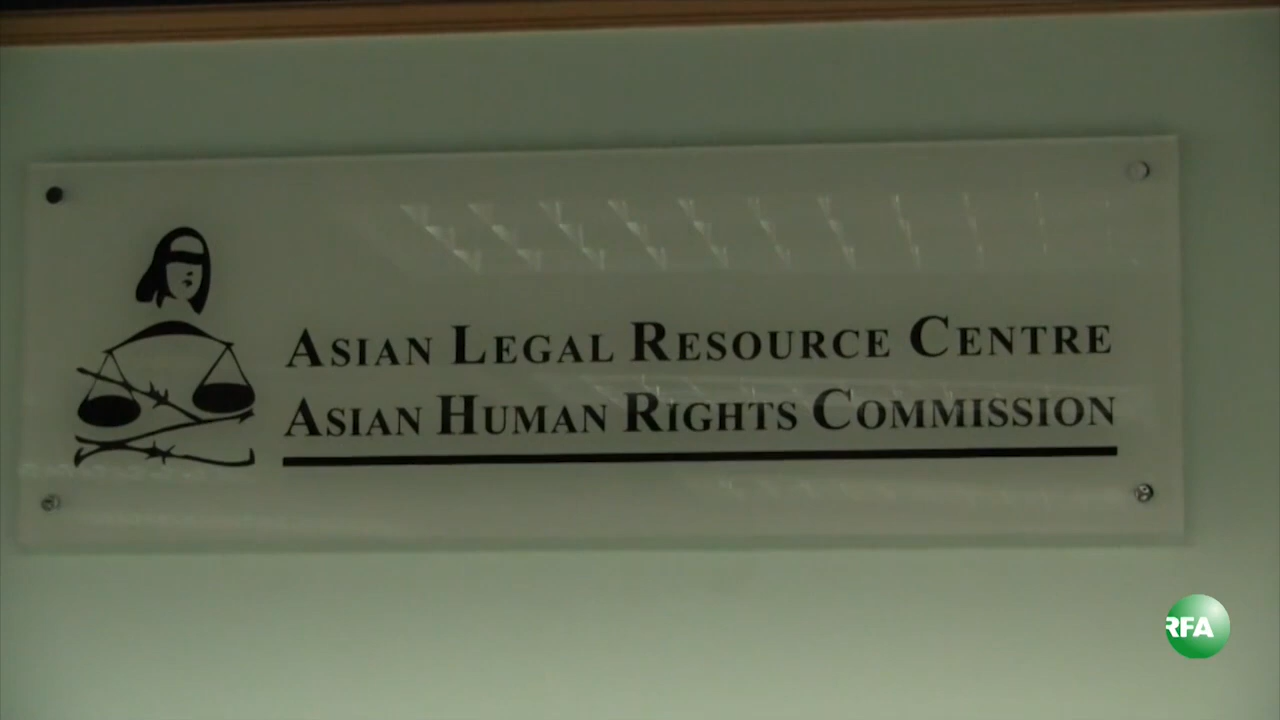 ASIAN LEGAL RESOURCE CENTRE
ASIAN HUMAN RIGHTS COMMISSION
RFA